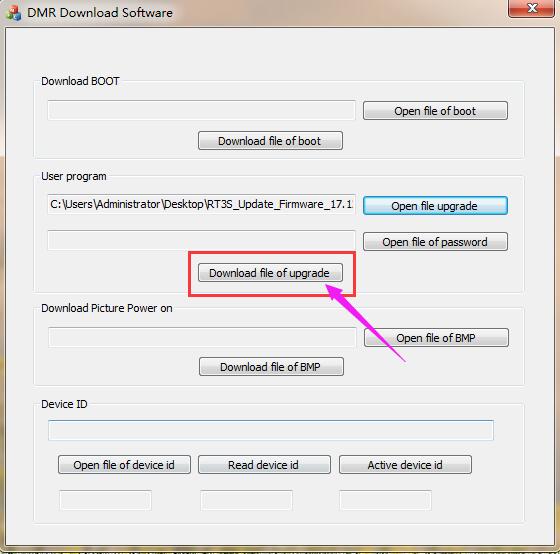 DMR Download Software
Download BOOT
Open file of boot
Download file of boot
User program
C:\Users\Administrator\Desktop\RT3S_Update_Firmware_17.1
Open file upgrade
Open file of password
Download file of upgrade
Download Picture Power on
Open file of BMP
Download file of BMP
Device ID
Open file of device id Read device id Active device id